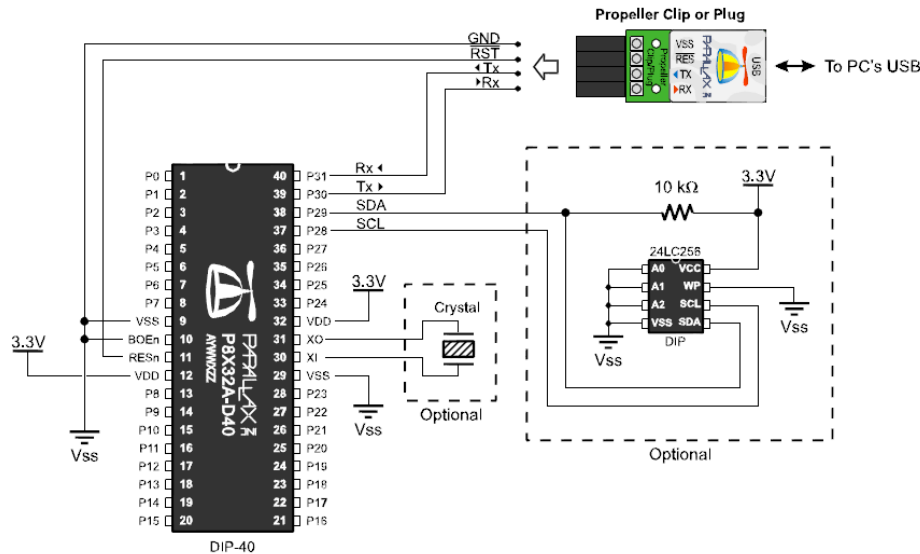 Propeller Clip or Plug
GND
RST
◂Tx
▸Rx
VSS
RES
◂TX
▸RX
Propeller
Clip/Plug
PARALLAX INC
USB
To PC's USB
Rx ◂
Tx ▸
SDA
SCL
P0 1 40 P31
P1 2 39 P30
P2 3 38 P29
P3 4 37 P28
P4 5 36 P27
P5 6 35 P26
P6 7 34 P25
P7 8 33 P24
VSS 9 32 VDD
BOEn 10 31 XO
RESn 11 30 XI
VDD 12 29 VSS
P8 13 28 P23
P9 14 27 P22
P10 15 26 P21
P11 16 25 P20
P12 17 24 P19
P13 18 23 P18
P14 19 22 P17
P15 20 21 P16
PARALLAX INC
P8X32A-D40
AYWWXZZ
DIP-40
3.3V
Vss
3.3V
Vss
Crystal
Optional
10 kΩ
3.3V
24LC256
A0 VCC
A1 WP
A2 SCL
VSS SDA
DIP
Vss
Vss
Optional